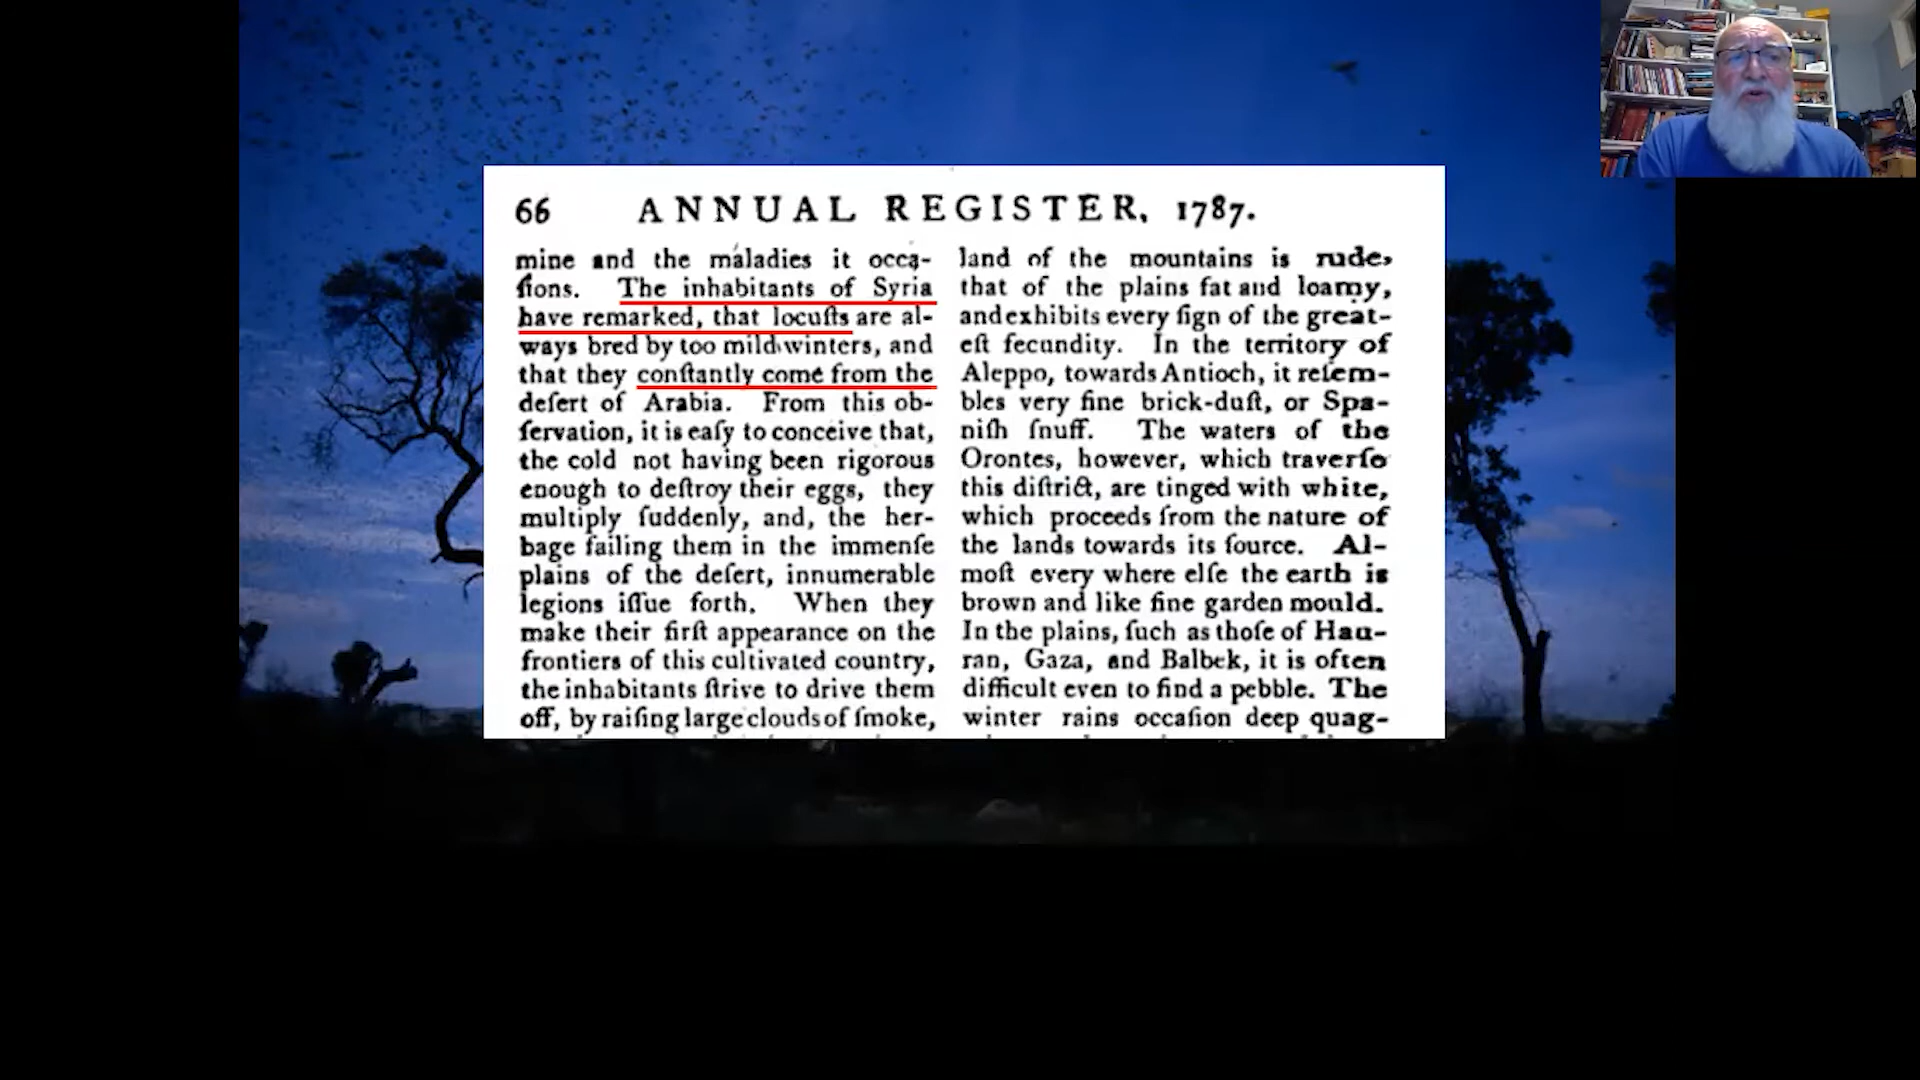 66 ANNUAL REGISTER, 1787.
mine and the maladies it occa-
ſions. The inhabitants of Syria
have remarked, that locuſts are al-
ways bred by too mild winters, and
that they conſtantly come from the
deſert of Arabia. From this ob-
ſervation, it is eaſy to conceive that,
the cold not having been rigorous
enough to deſtroy their eggs, they
multiply ſuddenly, and, the her-
bage failing them in the immenſe
plains of the deſert, innumerable
legions iſſue forth. When they
make their firſt appearance on the
frontiers of this cultivated country,
the inhabitants ſtrive to drive them
off, by raiſing large clouds of ſmoke,
land of the mountains is rude,
that of the plains fat and loamy,
and exhibits every ſign of the great-
eſt fecundity. In the territory of
Aleppo, towards Antioch, it reſem-
bles very fine brick-duſt, or Spa-
niſh ſnuff. The waters of the
Orontes, however, which traverſe
this diſtrict, are tinged with white,
which proceeds from the nature of
the lands towards its ſource. Al-
moſt every where elſe the earth is
brown and like fine garden mould.
In the plains, ſuch as thoſe of Hau-
ran, Gaza, and Balbek, it is often
difficult even to find a pebble. The
winter rains occaſion deep quag-